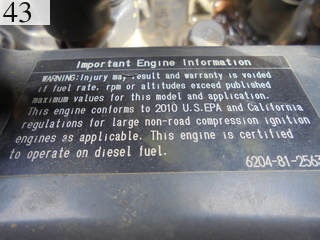 43
Important Engine Information
WARNING:Injury may result and warranty is voided
if fuel rate, rpm or altitudes exceed published
maximum values for this model and application.
This engine conforms to 2010 U.S.EPA and California
regulations for large non-road compression ignition
engines as applicable. This engine is certified
to operate on diesel fuel.
6204-81-2563